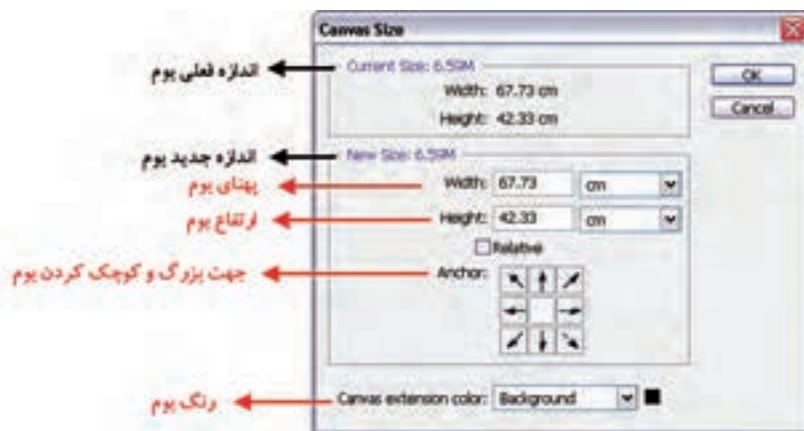 Canvas Size
اندازه فعلی بوم
Current Size: 6.59M
OK
Width: 67.73 cm
Cancel
Height: 42.33 cm
اندازه جدید بوم
New Size: 6.59M
پهنای بوم
Width: 67.73 cm
ارتفاع بوم
Height: 42.33 cm
Relative
جهت بزرگ و کوچک کردن بوم
Anchor:
رنگ بوم
Canvas extension color: Background